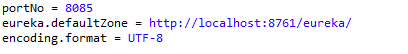 portNo = 8085
eureka.defaultZone = http://localhost:8761/eureka/
encoding.format = UTF-8